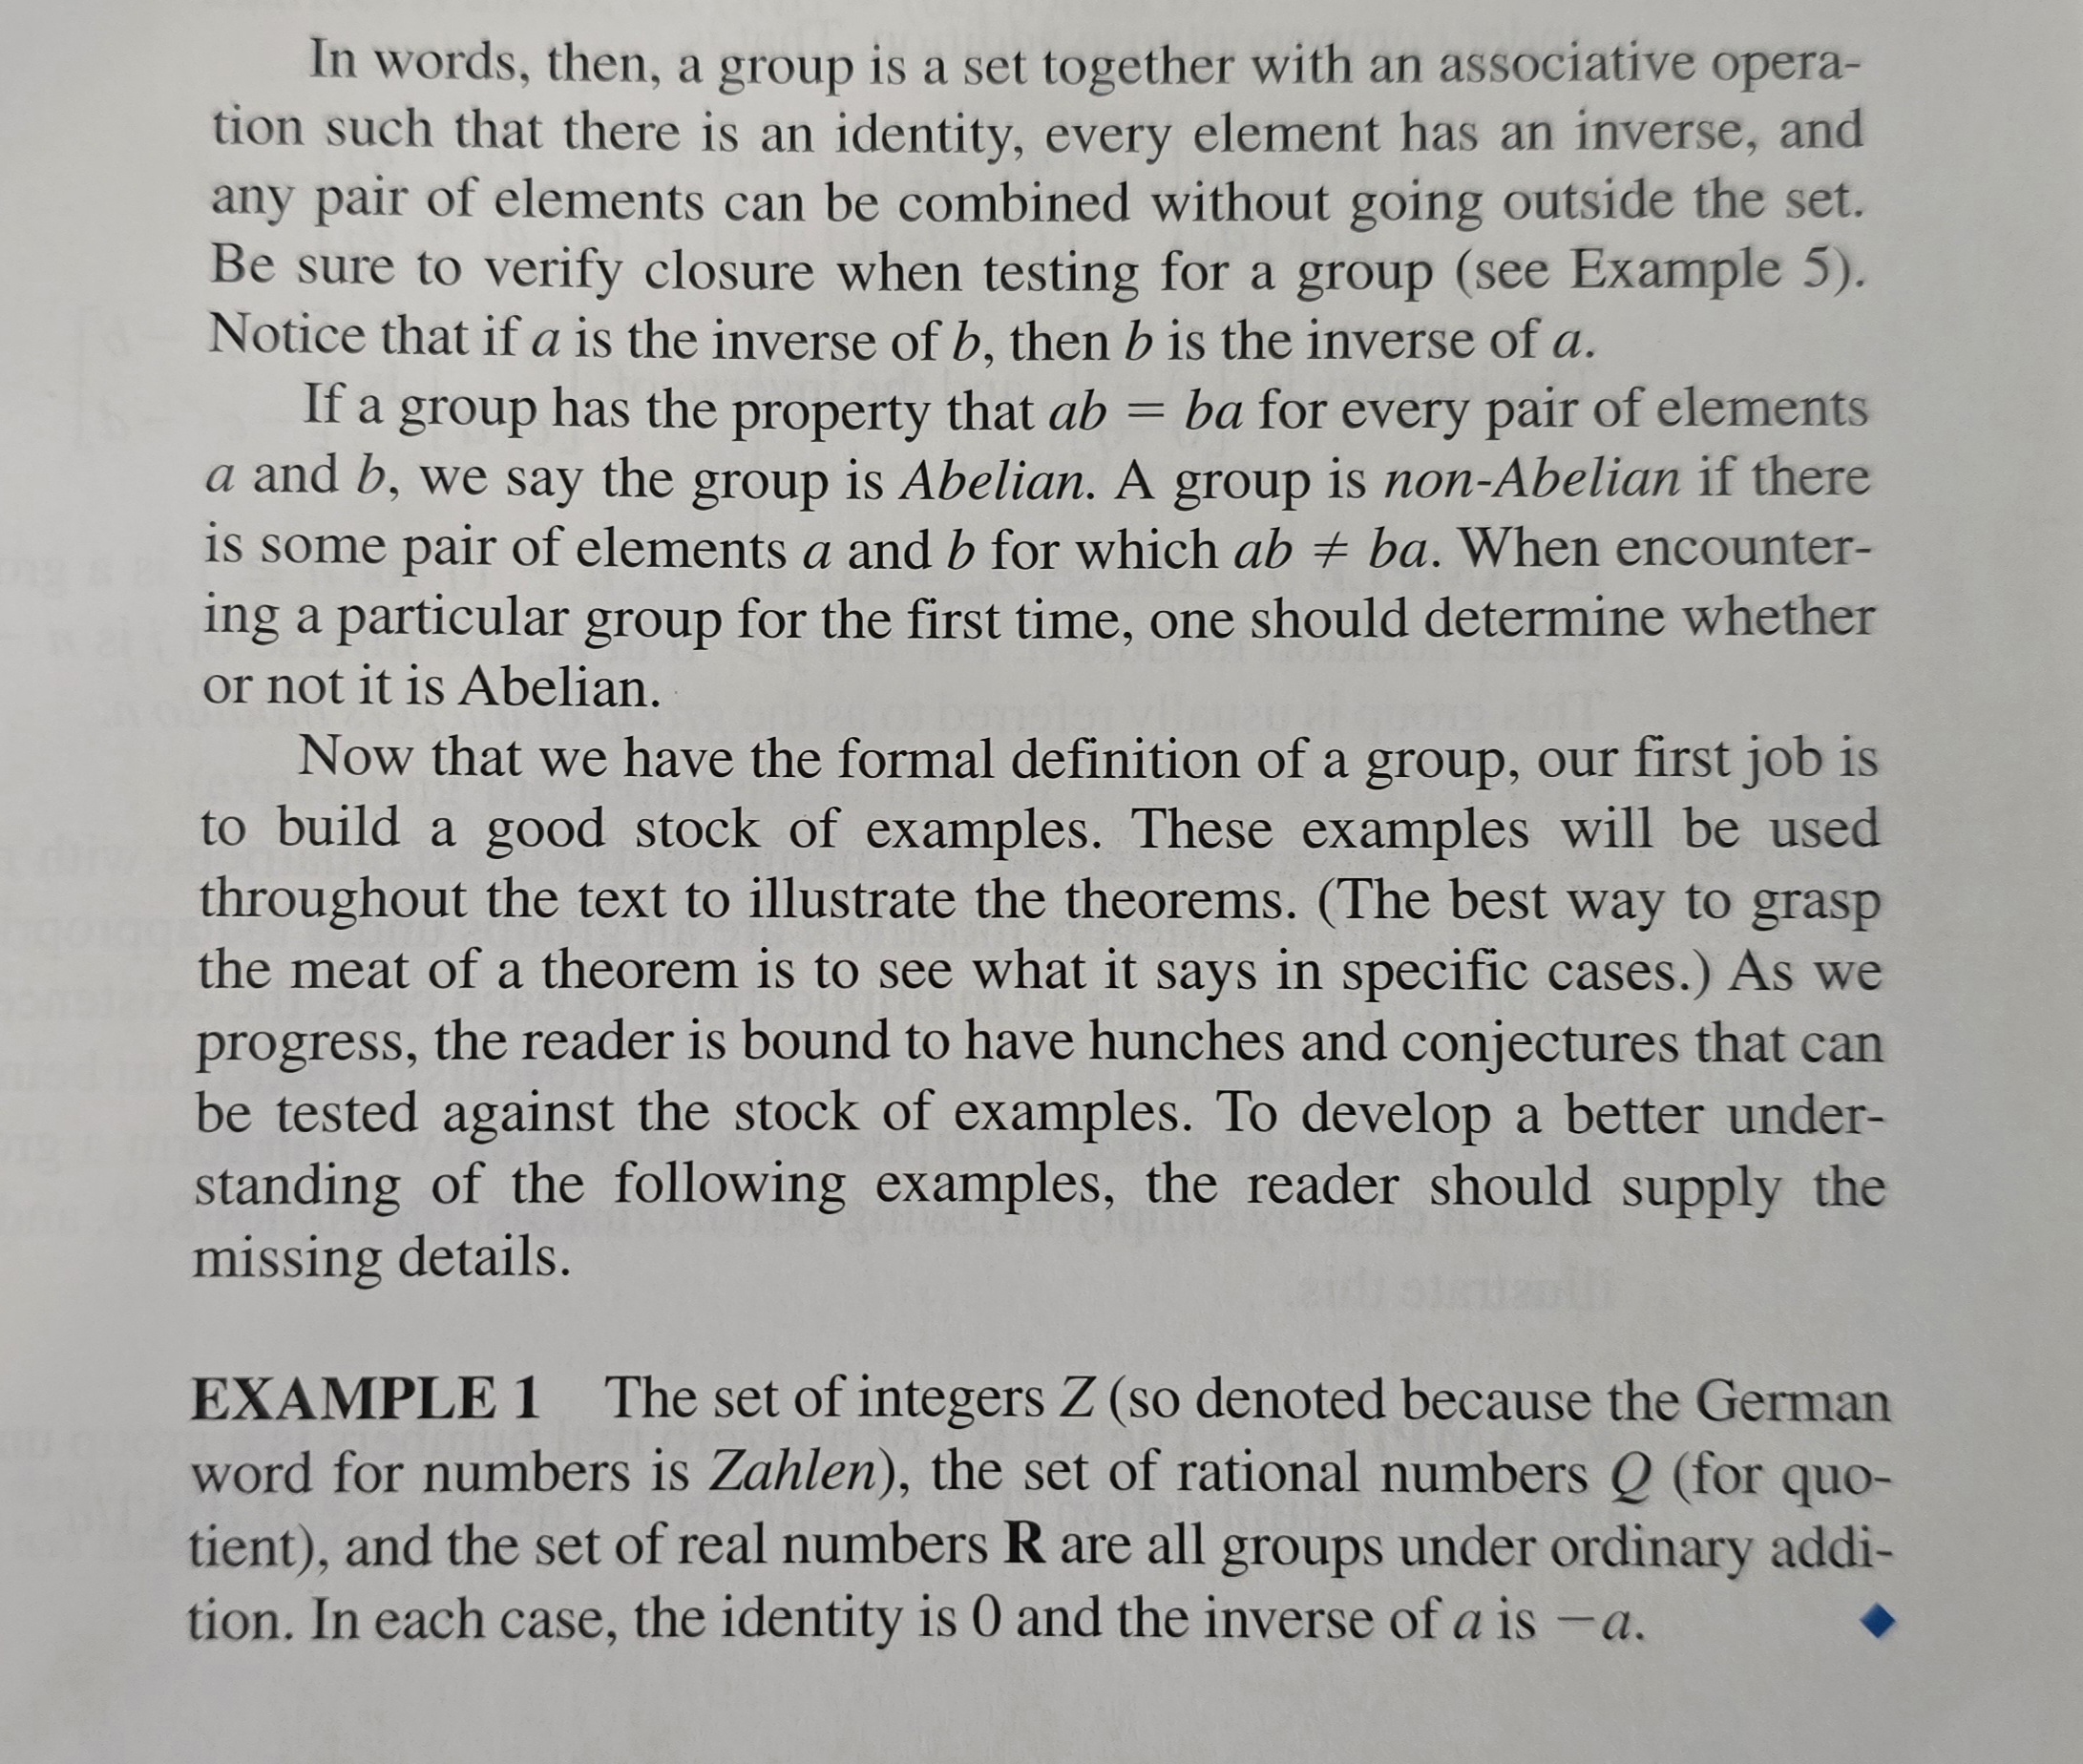 In words, then, a group is a set together with an associative opera-
tion such that there is an identity, every element has an inverse, and
any pair of elements can be combined without going outside the set.
Be sure to verify closure when testing for a group (see Example 5).
Notice that if a is the inverse of b, then b is the inverse of a.
If a group has the property that ab = ba for every pair of elements
a and b, we say the group is Abelian. A group is non-Abelian if there
is some pair of elements a and b for which ab ≠ ba. When encounter-
ing a particular group for the first time, one should determine whether
or not it is Abelian.
Now that we have the formal definition of a group, our first job is
to build a good stock of examples. These examples will be used
throughout the text to illustrate the theorems. (The best way to grasp
the meat of a theorem is to see what it says in specific cases.) As we
progress, the reader is bound to have hunches and conjectures that can
be tested against the stock of examples. To develop a better under-
standing of the following examples, the reader should supply the
missing details.
EXAMPLE 1 The set of integers Z (so denoted because the German
word for numbers is Zahlen), the set of rational numbers Q (for quo-
tient), and the set of real numbers R are all groups under ordinary addi-
tion. In each case, the identity is 0 and the inverse of a is −a.